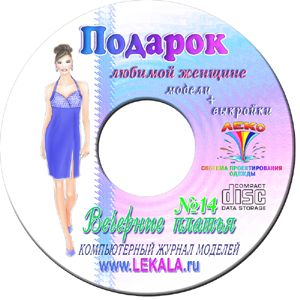 Подарок
любимой женщине
модели
+
выкройки
ЛЕКО
СИСТЕМА ПРОЕКТИРОВАНИЯ
ОДЕЖДЫ
COMPACT
disc
DATA STORAGE
№14
Вечерние платья
КОМПЬЮТЕРНЫЙ ЖУРНАЛ МОДЕЛЕЙ
www.LEKALA.ru